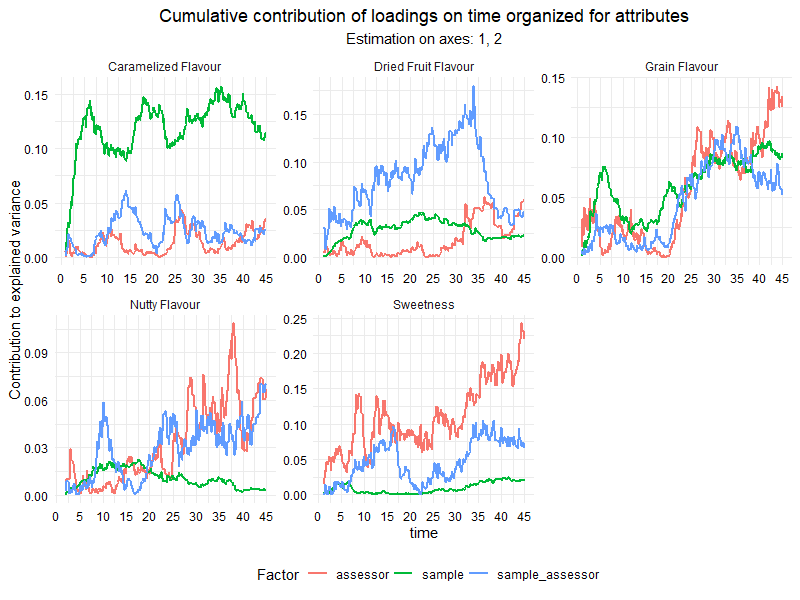 Cumulative contribution of loadings on time organized for attributes
Estimation on axes: 1, 2
Caramelized Flavour
Dried Fruit Flavour
Grain Flavour
0.15
0.10
0.05
0.00
0 5 10 15 20 25 30 35 40 45
0.15
0.10
0.05
0.00
0 5 10 15 20 25 30 35 40 45
0.15
0.10
0.05
0.00
0 5 10 15 20 25 30 35 40 45
Contribution to explained variance
Nutty Flavour
Sweetness
0.09
0.06
0.03
0.00
0 5 10 15 20 25 30 35 40 45
0.25
0.20
0.15
0.10
0.05
0.00
0 5 10 15 20 25 30 35 40 45
time
Factor assessor sample sample_assessor